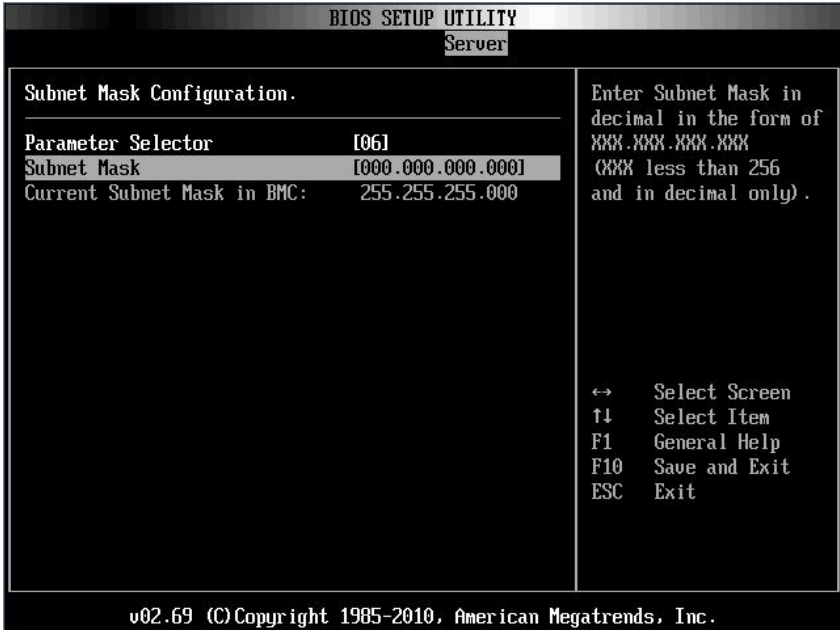 BIOS SETUP UTILITY
Server
Subnet Mask Configuration.
Parameter Selector [06]
Subnet Mask [000.000.000.000]
Current Subnet Mask in BMC: 255.255.255.000
Enter Subnet Mask in
decimal in the form of
XXX.XXX.XXX.XXX
(XXX less than 256
and in decimal only).
↔ Select Screen
↑↓ Select Item
F1 General Help
F10 Save and Exit
ESC Exit
v02.69 (C)Copyright 1985-2010, American Megatrends, Inc.